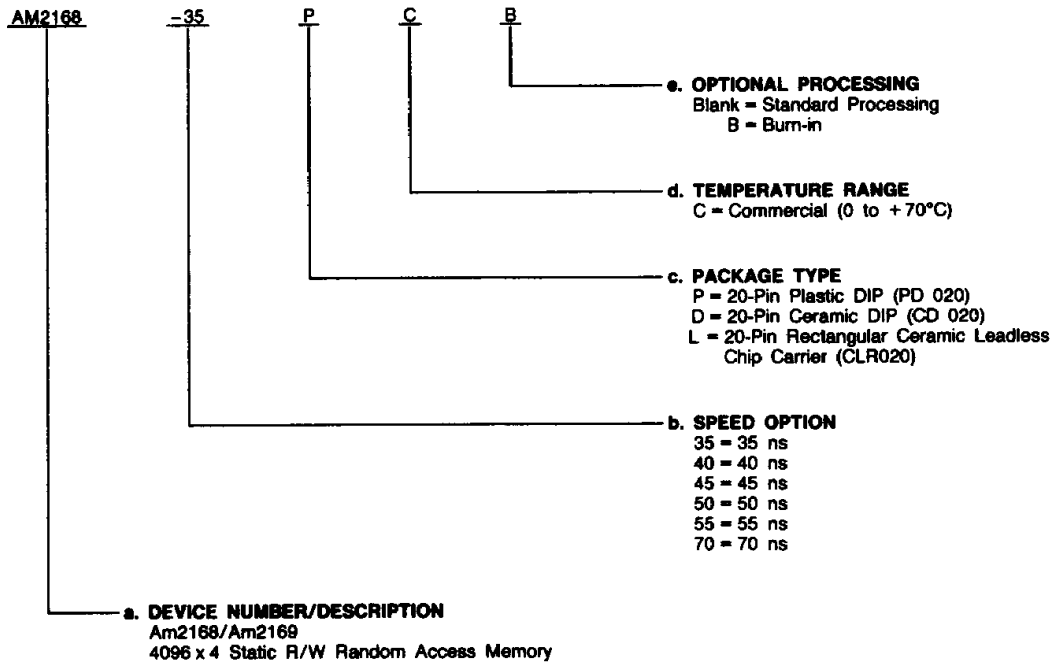 AM2168 -35 P C B
e. OPTIONAL PROCESSING
Blank = Standard Processing
B = Burn-in
d. TEMPERATURE RANGE
C = Commercial (0 to +70°C)
c. PACKAGE TYPE
P = 20-Pin Plastic DIP (PD 020)
D = 20-Pin Ceramic DIP (CD 020)
L = 20-Pin Rectangular Ceramic Leadless
Chip Carrier (CLR020)
b. SPEED OPTION
35 = 35 ns
40 = 40 ns
45 = 45 ns
50 = 50 ns
55 = 55 ns
70 = 70 ns
a. DEVICE NUMBER/DESCRIPTION
Am2168/Am2169
4096 x 4 Static R/W Random Access Memory